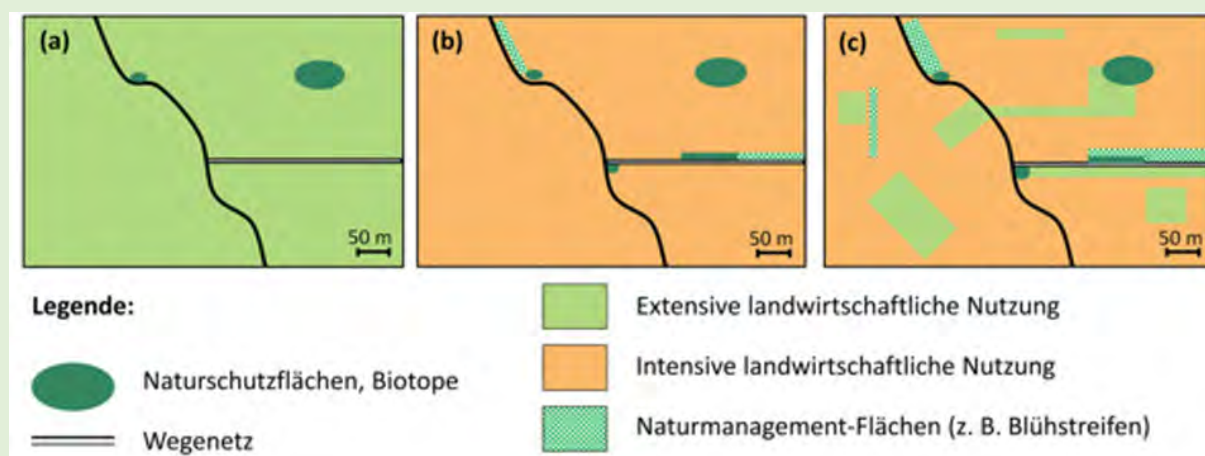 (a)
(b)
(c)
50 m
50 m
50 m
Legende:
Naturschutzflächen, Biotope
Wegenetz
Extensive landwirtschaftliche Nutzung
Intensive landwirtschaftliche Nutzung
Naturmanagement-Flächen (z. B. Blühstreifen)